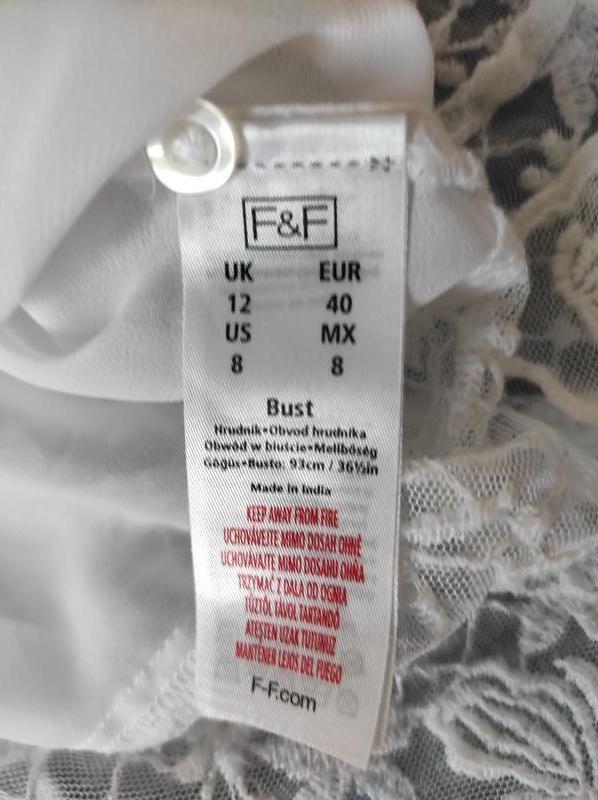 F&F
UK EUR
12 40
US MX
8 8
Bust
Hrudník•Obvod hrudníka
Obwód w biuście•Mellbőség
Göğüs•Busto: 93cm / 36½in
Made in India
KEEP AWAY FROM FIRE
UCHOVÁVEJTE MIMO DOSAH OHNĚ
UCHOVÁVAJTE MIMO DOSAHU OHŇA
TRZYMAĆ Z DALA OD OGNIA
TŰZTŐL TÁVOL TARTANDÓ
ATEŞTEN UZAK TUTUNUZ
MANTENER LEJOS DEL FUEGO
F-F.com